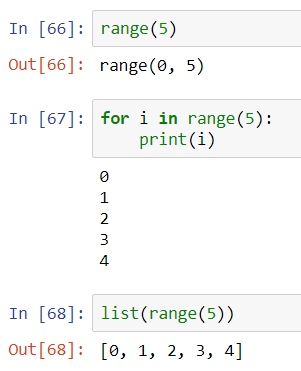 In [66]: range(5)
Out[66]: range(0, 5)
In [67]: for i in range(5):
    print(i)
0
1
2
3
4
In [68]: list(range(5))
Out[68]: [0, 1, 2, 3, 4]